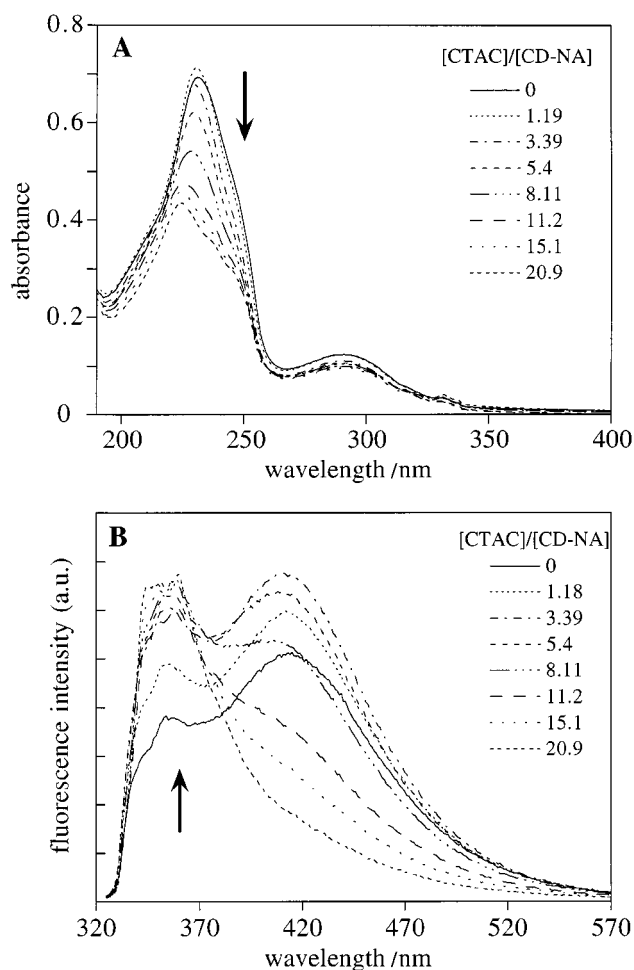 A
[CTAC]/[CD-NA]
0
1.19
3.39
5.4
8.11
11.2
15.1
20.9
0.8
0.6
0.4
0.2
0
absorbance
200 250 300 350 400
wavelength /nm
B
[CTAC]/[CD-NA]
0
1.18
3.39
5.4
8.11
11.2
15.1
20.9
fluorescence intensity (a.u.)
320 370 420 470 520 570
wavelength /nm